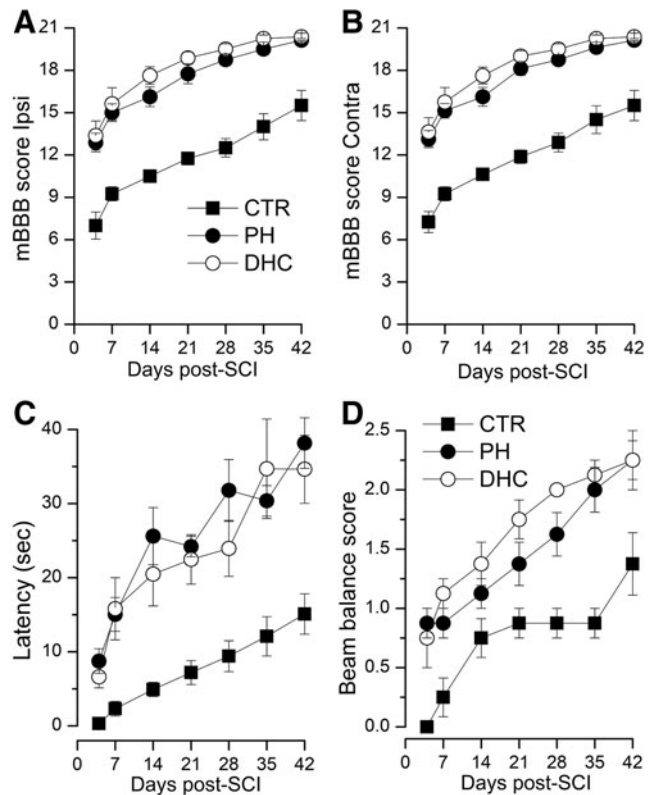 A
B
21
18
15
12
9
6
3
0
mBBB score Ipsi
CTR
PH
DHC
0 7 14 21 28 35 42
Days post-SCI
21
18
15
12
9
6
3
0
mBBB score Contra
0 7 14 21 28 35 42
Days post-SCI
C
D
40
30
20
10
0
Latency (sec)
0 7 14 21 28 35 42
Days post-SCI
CTR
PH
DHC
2.5
2.0
1.5
1.0
0.5
0.0
Beam balance score
0 7 14 21 28 35 42
Days post-SCI